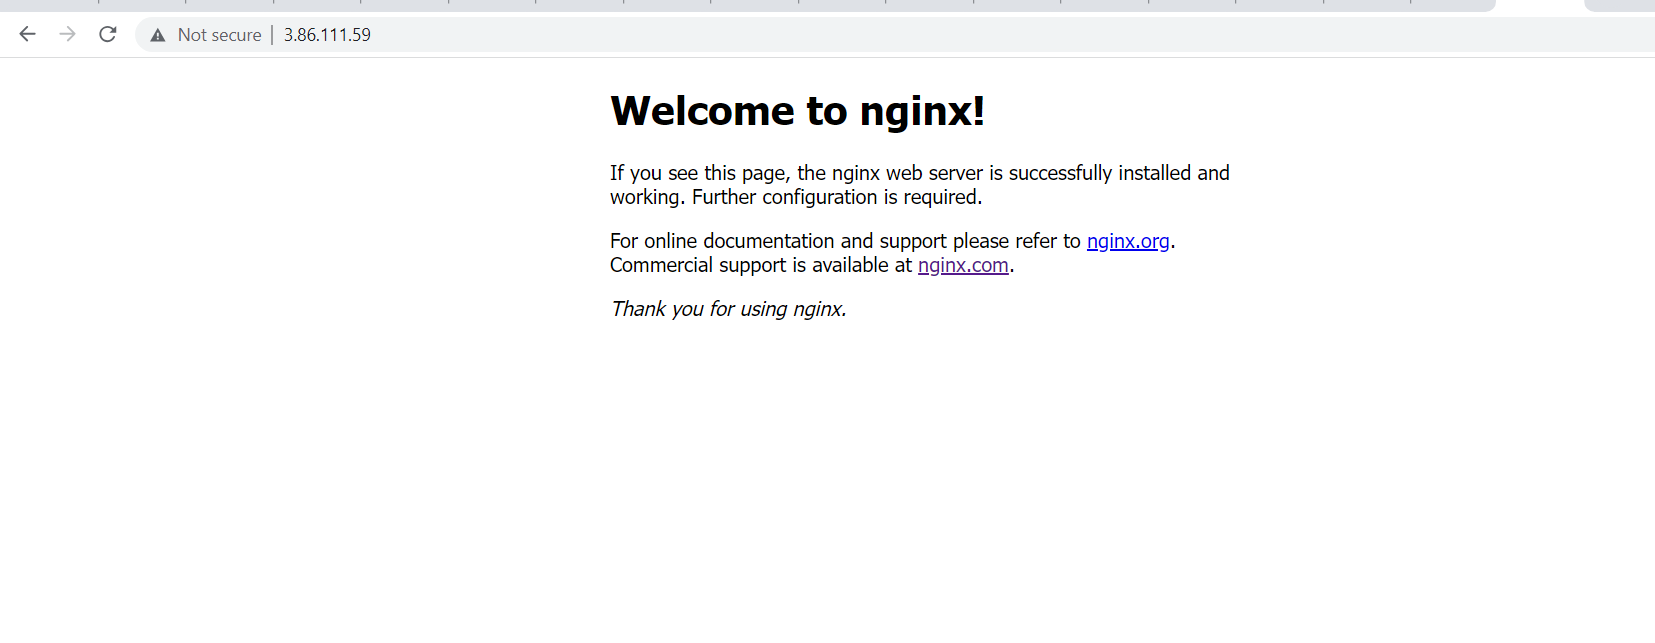 Not secure | 3.86.111.59
Welcome to nginx!
If you see this page, the nginx web server is successfully installed and
working. Further configuration is required.
For online documentation and support please refer to nginx.org.
Commercial support is available at nginx.com.
Thank you for using nginx.